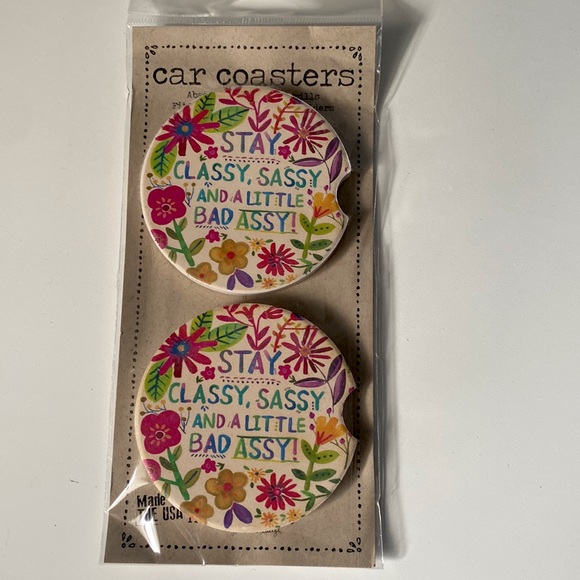 car coasters
STAY
CLASSY, SASSY
AND A LITTLE
BAD ASSY!
STAY
CLASSY, SASSY
AND A LITTLE
BAD ASSY!
Made
THE USA